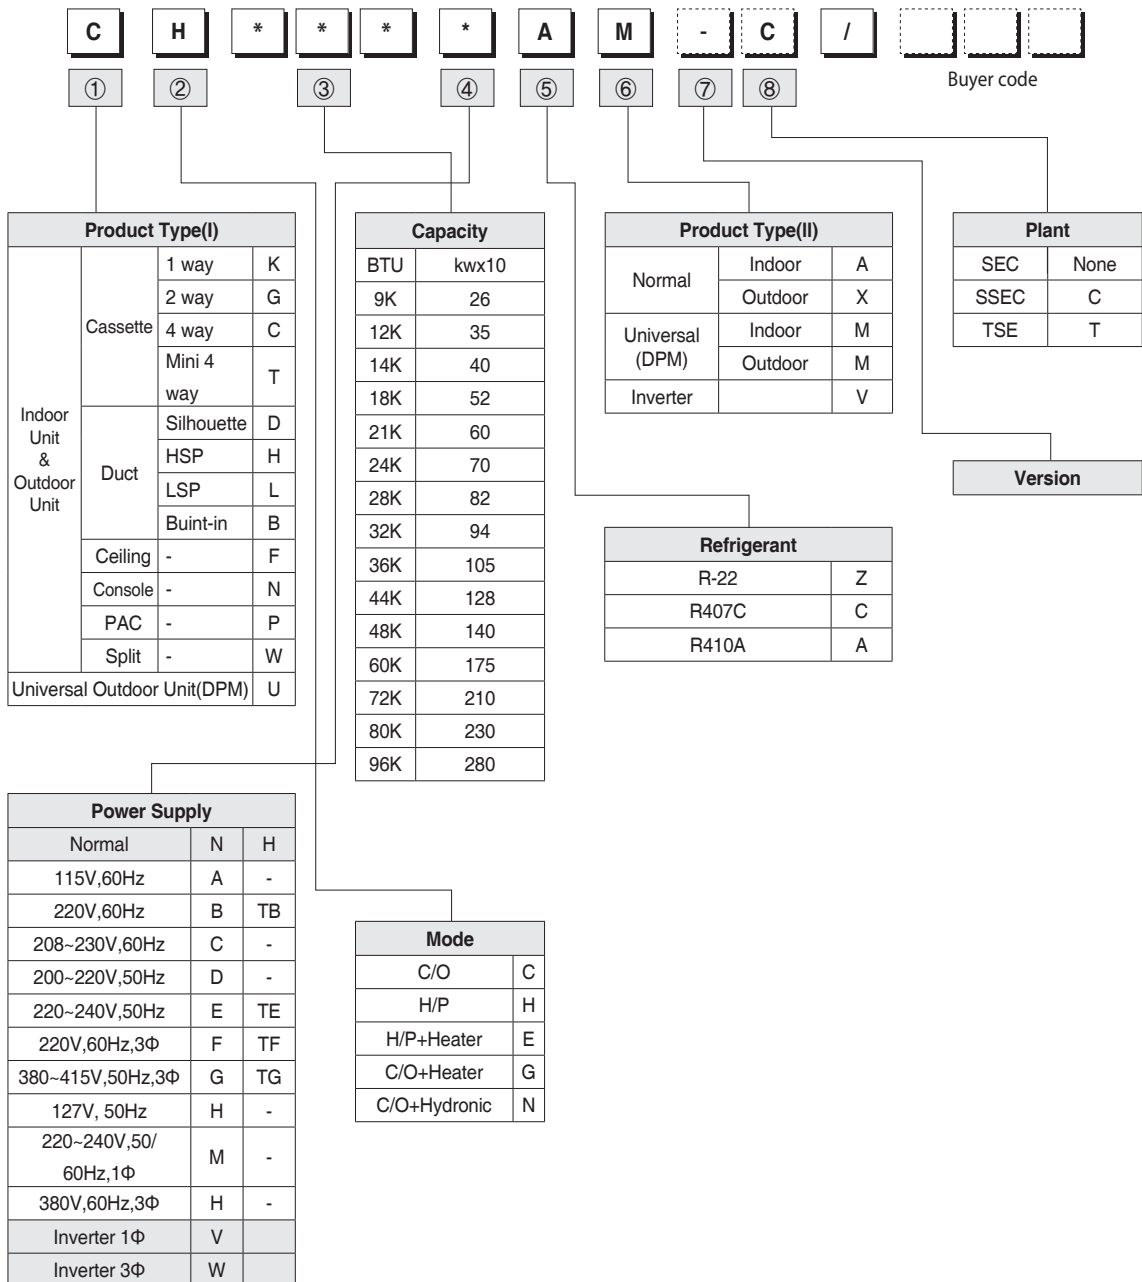 C H * * * * A M - C /
Buyer code
① ② ③ ④ ⑤ ⑥ ⑦ ⑧
Product Type(I)
Indoor Unit & Outdoor Unit
Cassette
1 way K
2 way G
4 way C
Mini 4 way T
Duct
Silhouette D
HSP H
LSP L
Buint-in B
Ceiling - F
Console - N
PAC - P
Split - W
Universal Outdoor Unit(DPM) U
Capacity
BTU kwx10
9K 26
12K 35
14K 40
18K 52
21K 60
24K 70
28K 82
32K 94
36K 105
44K 128
48K 140
60K 175
72K 210
80K 230
96K 280
Product Type(II)
Normal
Indoor A
Outdoor X
Universal (DPM)
Indoor M
Outdoor M
Inverter V
Plant
SEC None
SSEC C
TSE T
Version
Refrigerant
R-22 Z
R407C C
R410A A
Power Supply
Normal N H
115V,60Hz A -
220V,60Hz B TB
208~230V,60Hz C -
200~220V,50Hz D -
220~240V,50Hz E TE
220V,60Hz,3Φ F TF
380~415V,50Hz,3Φ G TG
127V, 50Hz H -
220~240V,50/
60Hz,1Φ M -
380V,60Hz,3Φ H -
Inverter 1Φ V
Inverter 3Φ W
Mode
C/O C
H/P H
H/P+Heater E
C/O+Heater G
C/O+Hydronic N